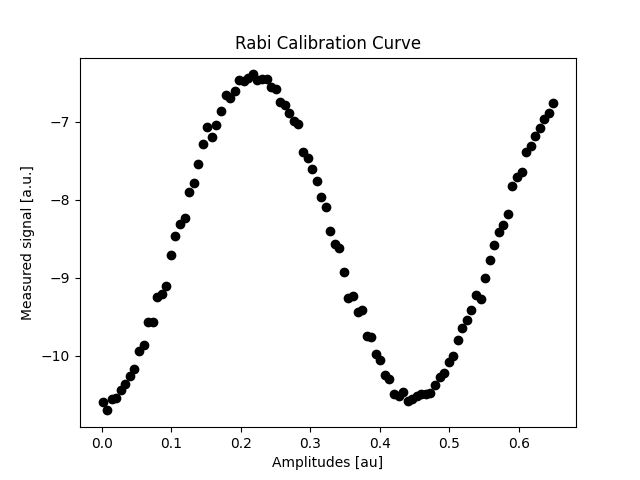 Rabi Calibration Curve
Measured signal [a.u.]
−7
−8
−9
−10
0.0 0.1 0.2 0.3 0.4 0.5 0.6
Amplitudes [au]